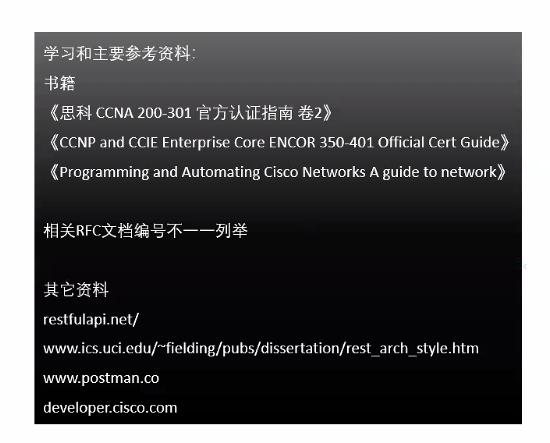 学习和主要参考资料:
书籍
《思科 CCNA 200-301 官方认证指南 卷2》
《CCNP and CCIE Enterprise Core ENCOR 350-401 Official Cert Guide》
《Programming and Automating Cisco Networks A guide to network》
相关RFC文档编号不一一列举
其它资料
restfulapi.net/
www.ics.uci.edu/~fielding/pubs/dissertation/rest_arch_style.htm
www.postman.co
developer.cisco.com